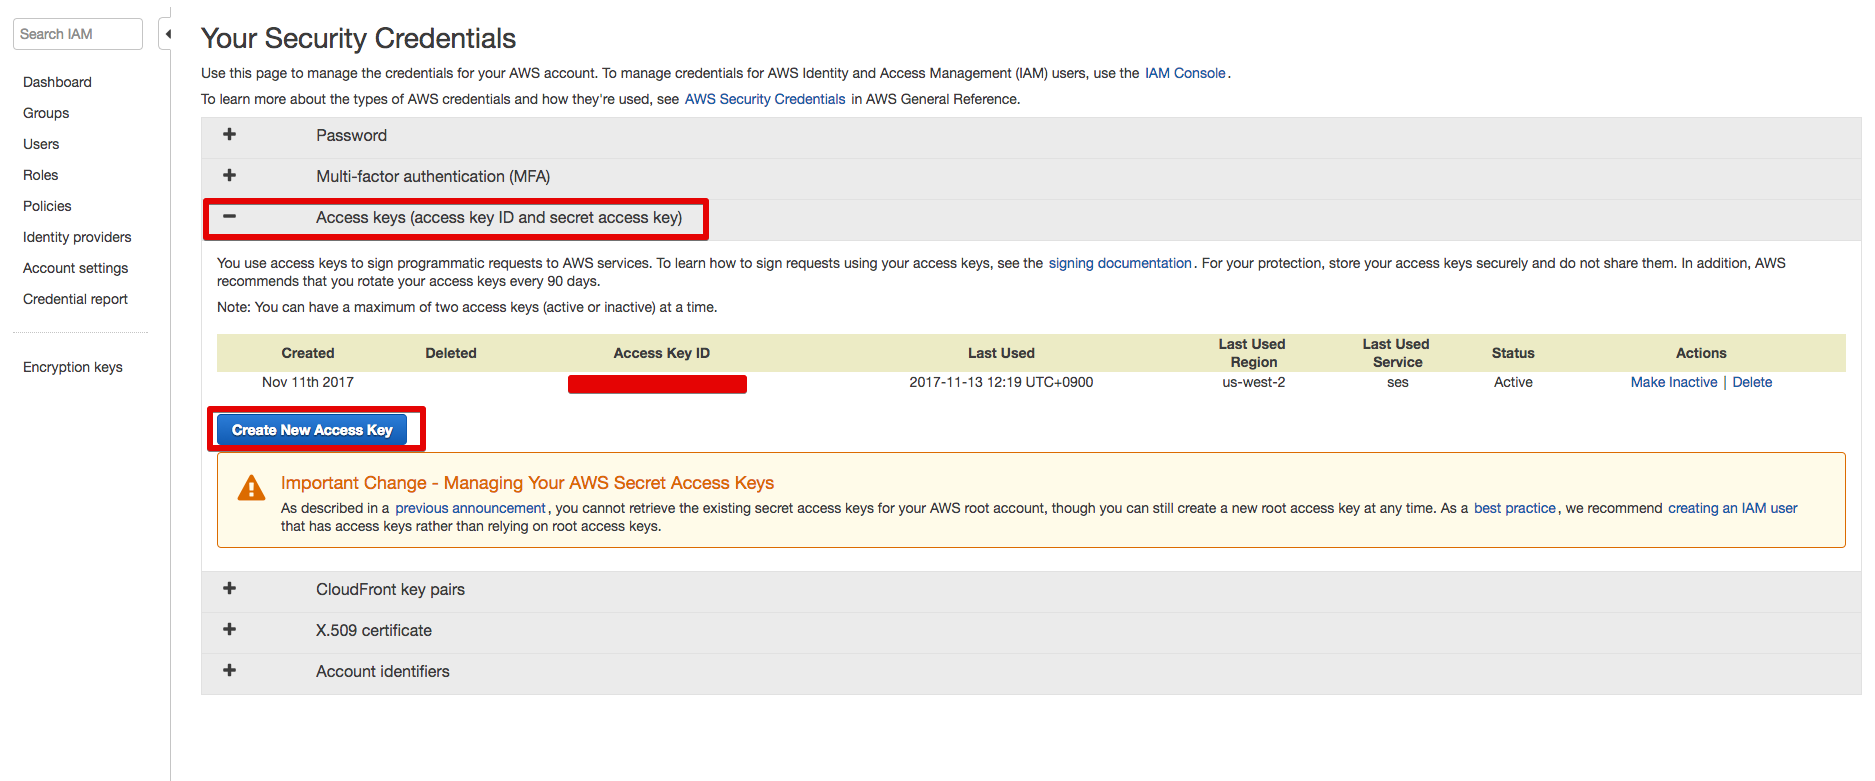 Search IAM
Dashboard
Groups
Users
Roles
Policies
Identity providers
Account settings
Credential report
Encryption keys
Your Security Credentials
Use this page to manage the credentials for your AWS account. To manage credentials for AWS Identity and Access Management (IAM) users, use the IAM Console.
To learn more about the types of AWS credentials and how they're used, see AWS Security Credentials in AWS General Reference.
Password
Multi-factor authentication (MFA)
Access keys (access key ID and secret access key)
You use access keys to sign programmatic requests to AWS services. To learn how to sign requests using your access keys, see the signing documentation. For your protection, store your access keys securely and do not share them. In addition, AWS
recommends that you rotate your access keys every 90 days.
Note: You can have a maximum of two access keys (active or inactive) at a time.
Created Deleted Access Key ID Last Used Last Used Region Last Used Service Status Actions
Nov 11th 2017 2017-11-13 12:19 UTC+0900 us-west-2 ses Active Make Inactive | Delete
Create New Access Key
Important Change - Managing Your AWS Secret Access Keys
As described in a previous announcement, you cannot retrieve the existing secret access keys for your AWS root account, though you can still create a new root access key at any time. As a best practice, we recommend creating an IAM user
that has access keys rather than relying on root access keys.
CloudFront key pairs
X.509 certificate
Account identifiers